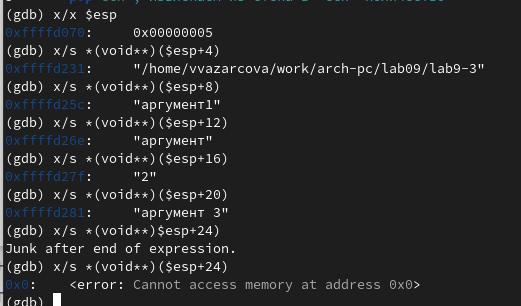 (gdb) x/x $esp
0xffffd070: 0x00000005
(gdb) x/s *(void**)($esp+4)
0xffffd231: "/home/vvazarcova/work/arch-pc/lab09/lab9-3"
(gdb) x/s *(void**)($esp+8)
0xffffd25c: "аргумент1"
(gdb) x/s *(void**)($esp+12)
0xffffd26e: "аргумент"
(gdb) x/s *(void**)($esp+16)
0xffffd27f: "2"
(gdb) x/s *(void**)($esp+20)
0xffffd281: "аргумент 3"
(gdb) x/s *(void**)$esp+24)
Junk after end of expression.
(gdb) x/s *(void**)($esp+24)
0x0: <error: Cannot access memory at address 0x0>
(gdb)